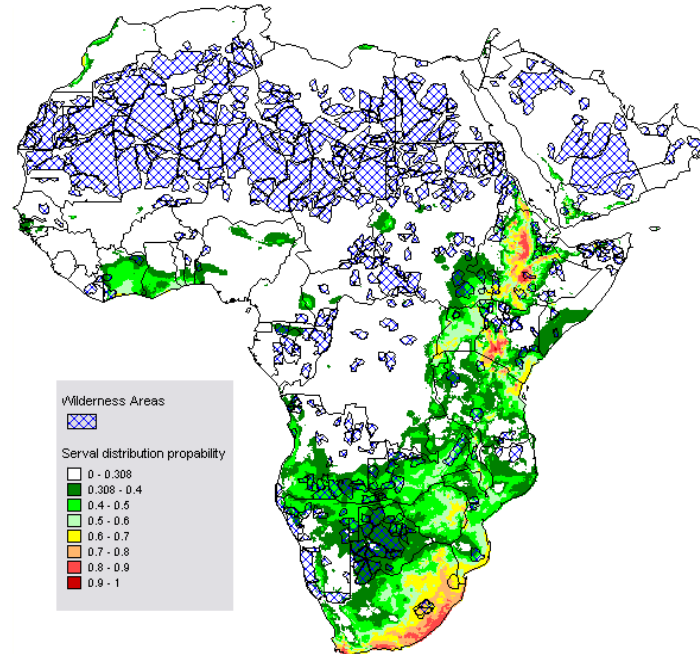 Wilderness Areas
Serval distribution propability
0 - 0.308
0.308 - 0.4
0.4 - 0.5
0.5 - 0.6
0.6 - 0.7
0.7 - 0.8
0.8 - 0.9
0.9 - 1